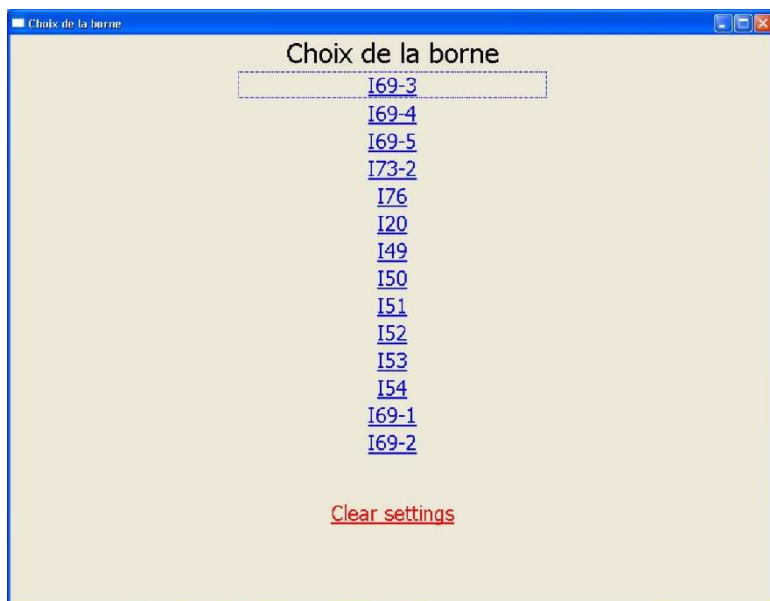 Choix de la borne
Choix de la borne
I69-3
I69-4
I69-5
I73-2
I76
I20
I49
I50
I51
I52
I53
I54
I69-1
I69-2
Clear settings